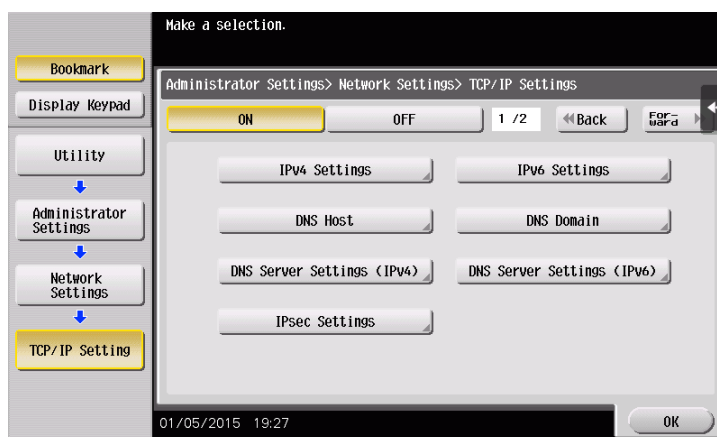 Make a selection.
Bookmark
Display Keypad
Administrator Settings> Network Settings> TCP/IP Settings
ON
OFF
1 /2
Back
For-
ward
Utility
Administrator
Settings
Network
Settings
TCP/IP Setting
IPv4 Settings
IPv6 Settings
DNS Host
DNS Domain
DNS Server Settings (IPv4)
DNS Server Settings (IPv6)
IPsec Settings
01/05/2015 19:27
OK